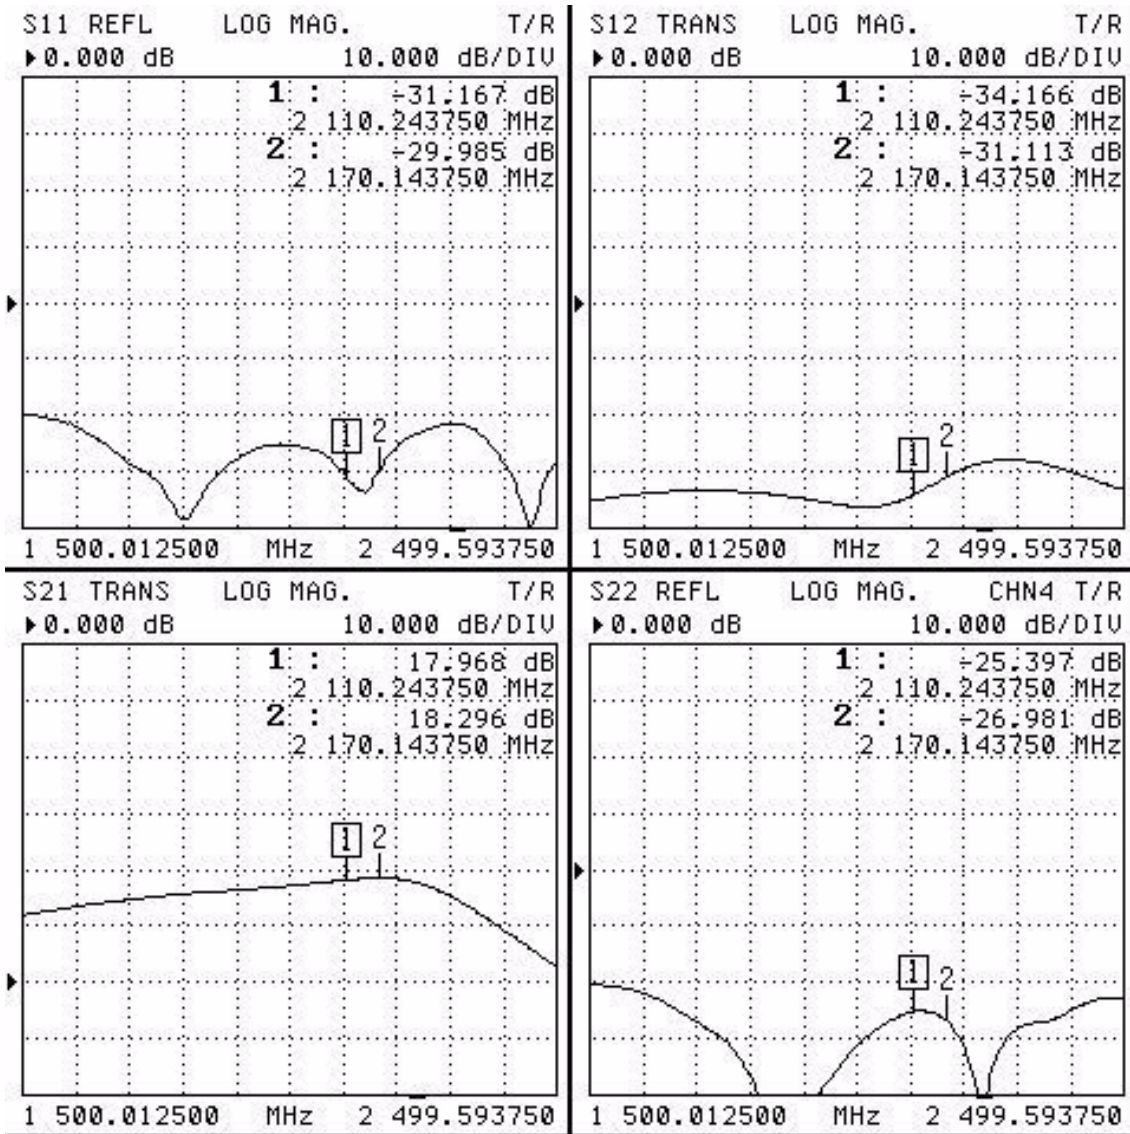 S11 REFL LOG MAG. T/R
▶0.000 dB 10.000 dB/DIV
1 : -31.167 dB
2 110.243750 MHz
2 : -29.985 dB
2 170.143750 MHz
1
2
1 500.012500 MHz 2 499.593750
S12 TRANS LOG MAG. T/R
▶0.000 dB 10.000 dB/DIV
1 : -34.166 dB
2 110.243750 MHz
2 : -31.113 dB
2 170.143750 MHz
1
2
1 500.012500 MHz 2 499.593750
S21 TRANS LOG MAG. T/R
▶0.000 dB 10.000 dB/DIV
1 : 17.968 dB
2 110.243750 MHz
2 : 18.296 dB
2 170.143750 MHz
1
2
1 500.012500 MHz 2 499.593750
S22 REFL LOG MAG. CHN4 T/R
▶0.000 dB 10.000 dB/DIV
1 : -25.397 dB
2 110.243750 MHz
2 : -26.981 dB
2 170.143750 MHz
1
2
1 500.012500 MHz 2 499.593750